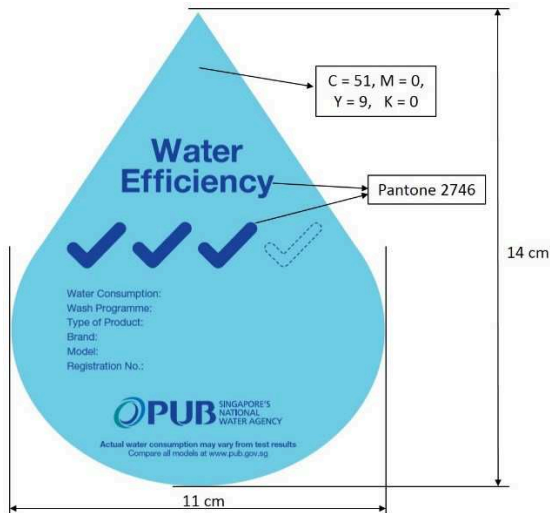 C = 51, M = 0,
Y = 9, K = 0
Water
Efficiency
Pantone 2746
14 cm
Water Consumption:
Wash Programme:
Type of Product:
Brand:
Model:
Registration No.:
PUB SINGAPORE'S
NATIONAL
WATER AGENCY
Actual water consumption may vary from test results
Compare all models at www.pub.gov.sg
11 cm